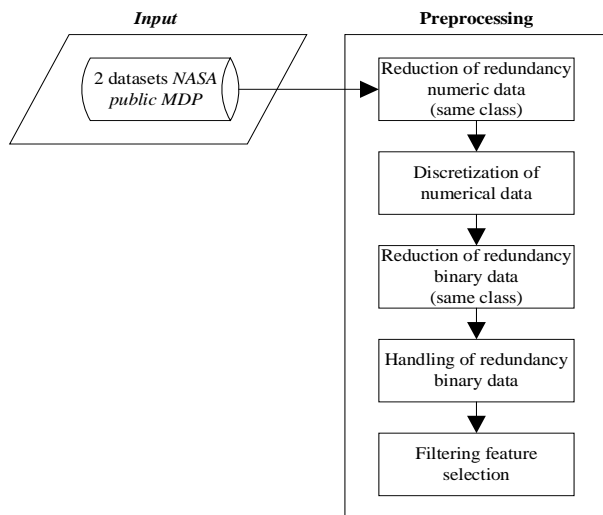 Input
2 datasets NASA
public MDP
Preprocessing
Reduction of redundancy
numeric data
(same class)
Discretization of
numerical data
Reduction of redundancy
binary data
(same class)
Handling of redundancy
binary data
Filtering feature
selection